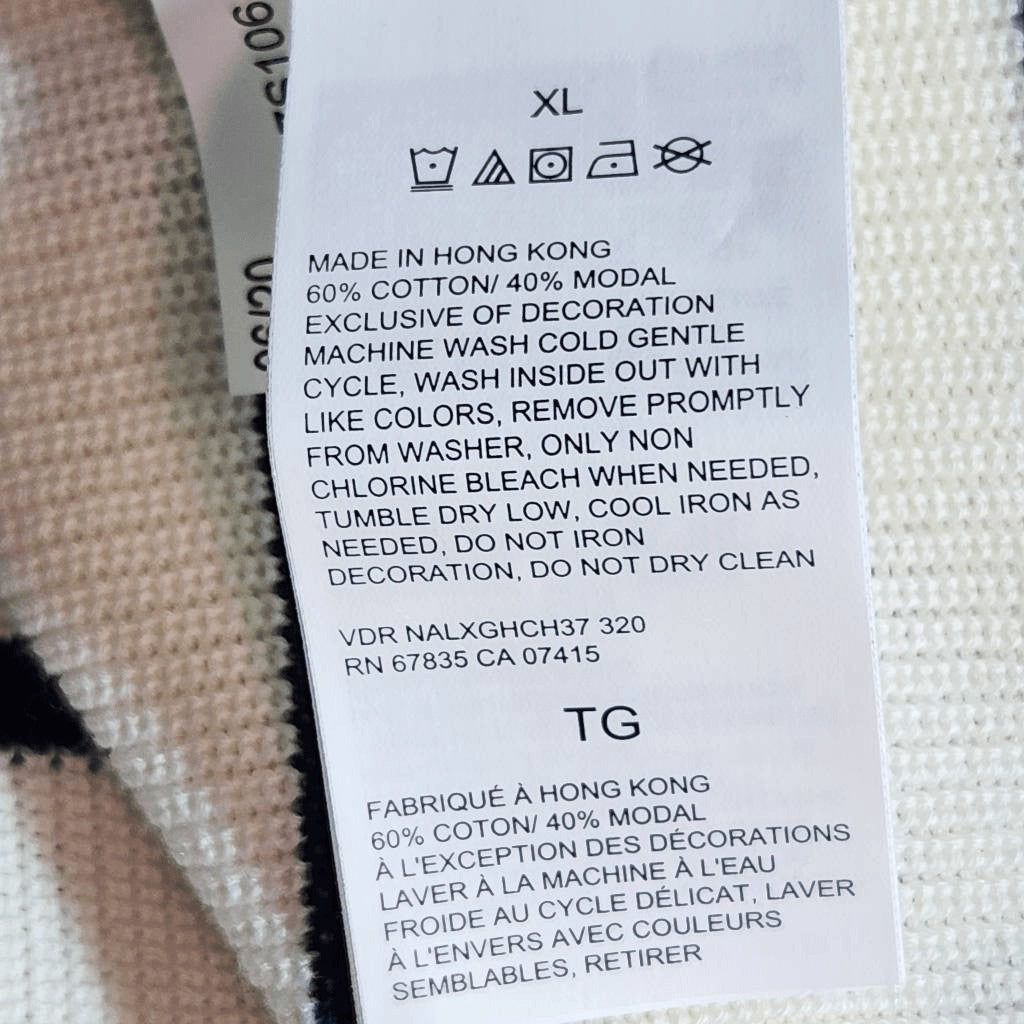 XL
MADE IN HONG KONG
60% COTTON/ 40% MODAL
EXCLUSIVE OF DECORATION
MACHINE WASH COLD GENTLE
CYCLE, WASH INSIDE OUT WITH
LIKE COLORS, REMOVE PROMPTLY
FROM WASHER, ONLY NON
CHLORINE BLEACH WHEN NEEDED,
TUMBLE DRY LOW, COOL IRON AS
NEEDED, DO NOT IRON
DECORATION, DO NOT DRY CLEAN
VDR NALXGHCH37 320
RN 67835 CA 07415
TG
FABRIQUÉ À HONG KONG
60% COTON/ 40% MODAL
À L'EXCEPTION DES DÉCORATIONS
LAVER À LA MACHINE À L'EAU
FROIDE AU CYCLE DÉLICAT, LAVER
À L'ENVERS AVEC COULEURS
SEMBLABLES, RETIRER